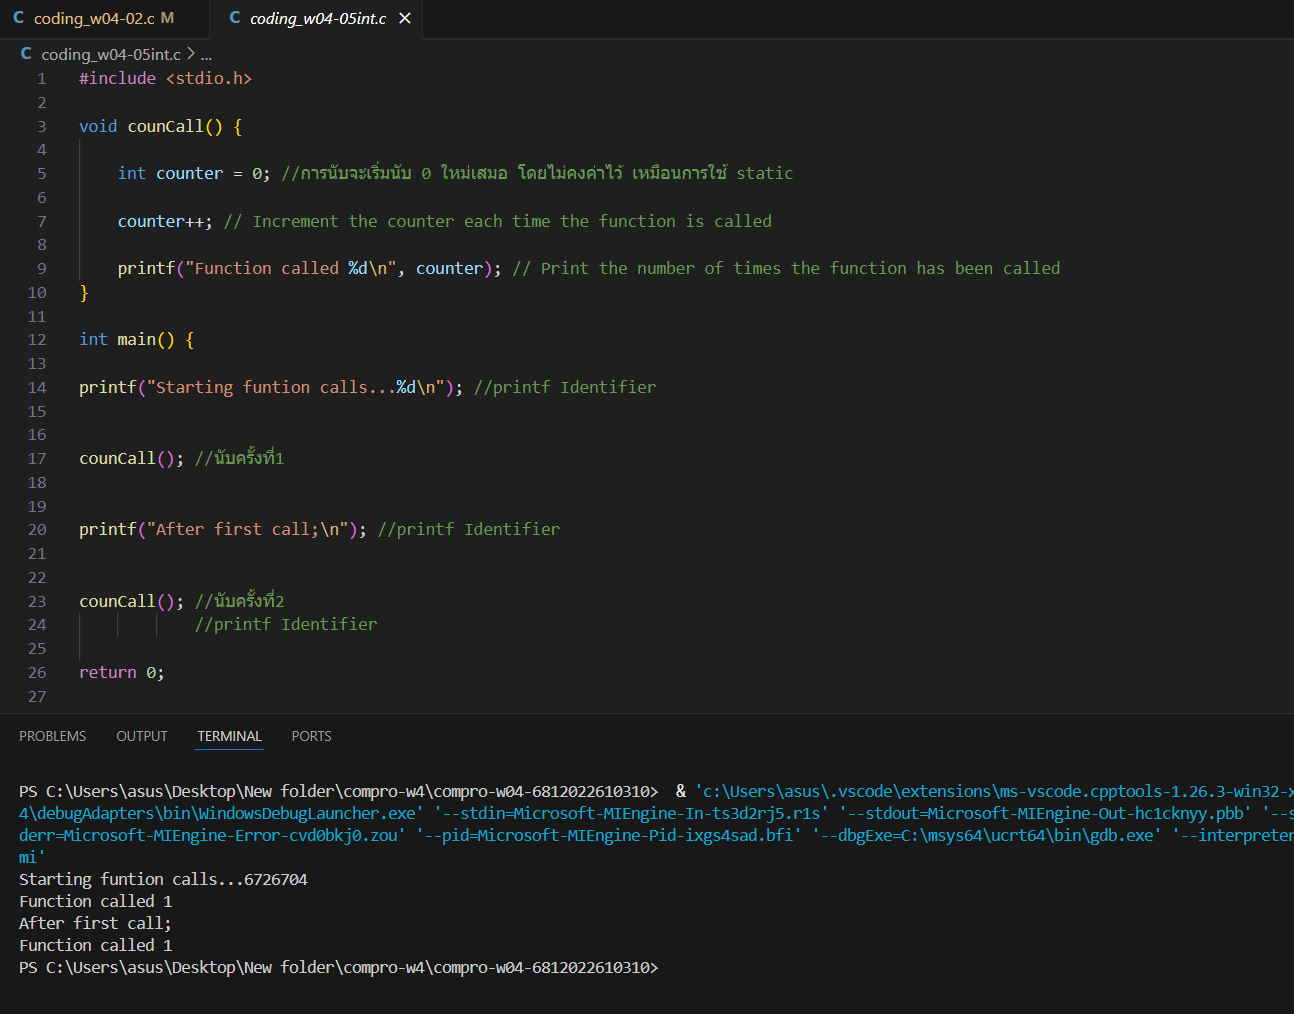 C coding_w04-02.c M C coding_w04-05int.c ×
C coding_w04-05int.c > ...
1 #include <stdio.h>
2
3 void counCall() {
4
5 int counter = 0; //การนับจะเริ่มนับ 0 ใหม่เสมอ โดยไม่คงค่าไว้ เหมือนการใช้ static
6
7 counter++; // Increment the counter each time the function is called
8
9 printf("Function called %d\n", counter); // Print the number of times the function has been called
10 }
11
12 int main() {
13
14 printf("Starting funtion calls...%d\n"); //printf Identifier
15
16
17 counCall(); //นับครั้งที่1
18
19
20 printf("After first call;\n"); //printf Identifier
21
22
23 counCall(); //นับครั้งที่2
24 //printf Identifier
25
26 return 0;
27
PROBLEMS OUTPUT TERMINAL PORTS
PS C:\Users\asus\Desktop\New folder\compro-w4\compro-w04-6812022610310> & 'c:\Users\asus\.vscode\extensions\ms-vscode.cpptools-1.26.3-win32-x
4\debugAdapters\bin\WindowsDebugLauncher.exe' '--stdin=Microsoft-MIEngine-In-ts3d2rj5.r1s' '--stdout=Microsoft-MIEngine-Out-hc1cknyy.pbb' '--s
derr=Microsoft-MIEngine-Error-cvd0bkj0.zou' '--pid=Microsoft-MIEngine-Pid-ixgs4sad.bfi' '--dbgExe=C:\msys64\ucrt64\bin\gdb.exe' '--interpreter
mi'
Starting funtion calls...6726704
Function called 1
After first call;
Function called 1
PS C:\Users\asus\Desktop\New folder\compro-w4\compro-w04-6812022610310>